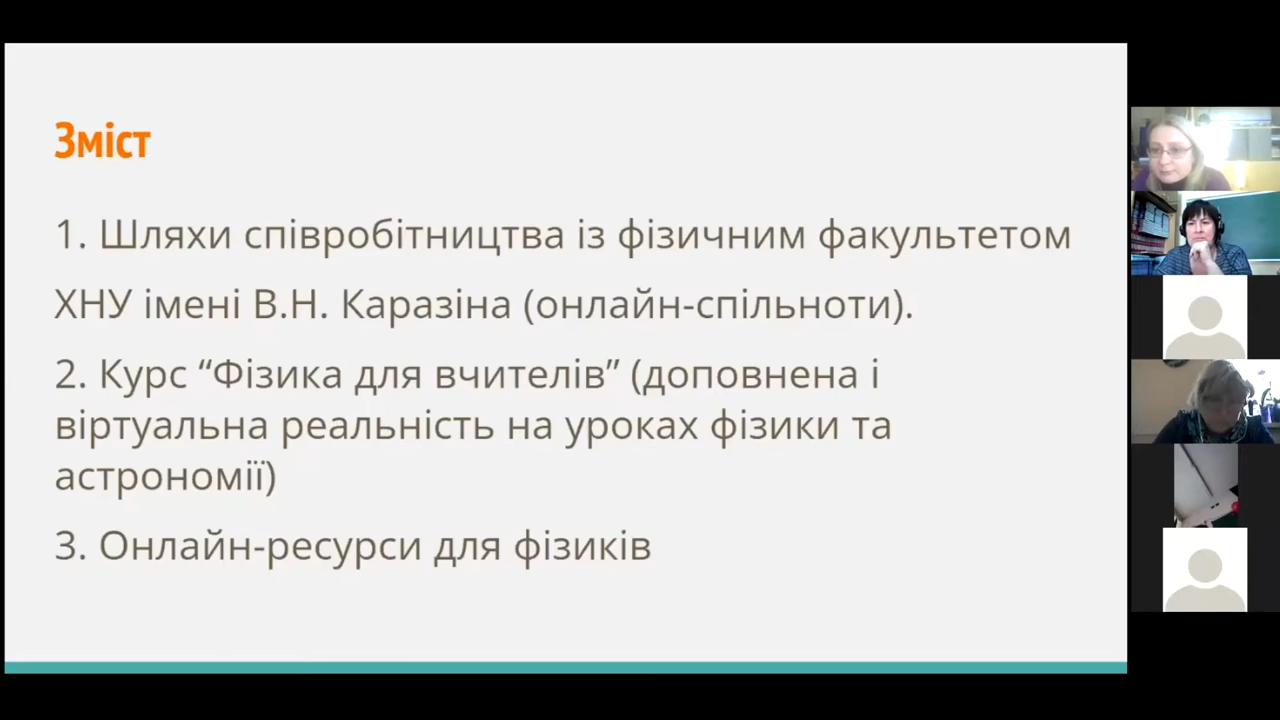 Зміст
1. Шляхи співробітництва із фізичним факультетом
ХНУ імені В.Н. Каразіна (онлайн-спільноти).
2. Курс “Фізика для вчителів” (доповнена і
віртуальна реальність на уроках фізики та
астрономії)
3. Онлайн-ресурси для фізиків